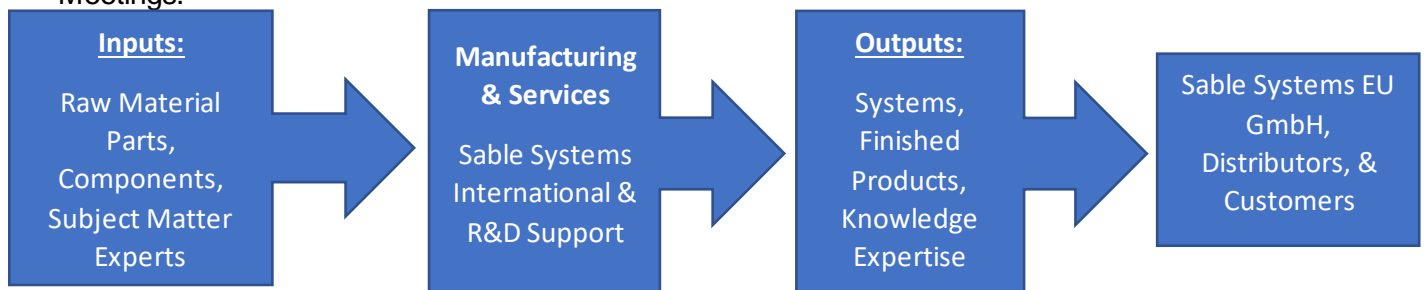 Meetings.
Inputs:
Raw Material
Parts,
Components,
Subject Matter
Experts
Manufacturing
& Services
Sable Systems
International &
R&D Support
Outputs:
Systems,
Finished
Products,
Knowledge
Expertise
Sable Systems EU
GmbH,
Distributors, &
Customers